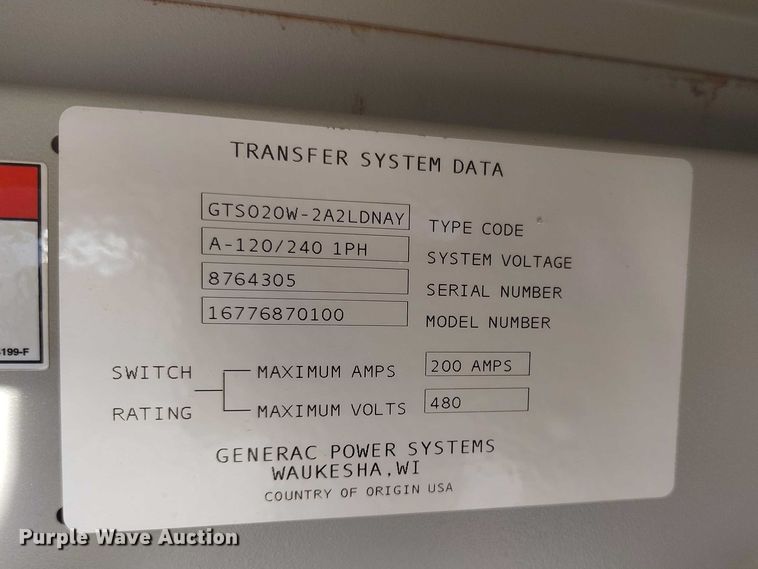 TRANSFER SYSTEM DATA
GTS020W-2A2LDNAY TYPE CODE
A-120/240 1PH SYSTEM VOLTAGE
8764305 SERIAL NUMBER
16776870100 MODEL NUMBER
SWITCH RATING
MAXIMUM AMPS 200 AMPS
MAXIMUM VOLTS 480
GENERAC POWER SYSTEMS
WAUKESHA, WI
COUNTRY OF ORIGIN USA
199-F
Purple Wave Auction